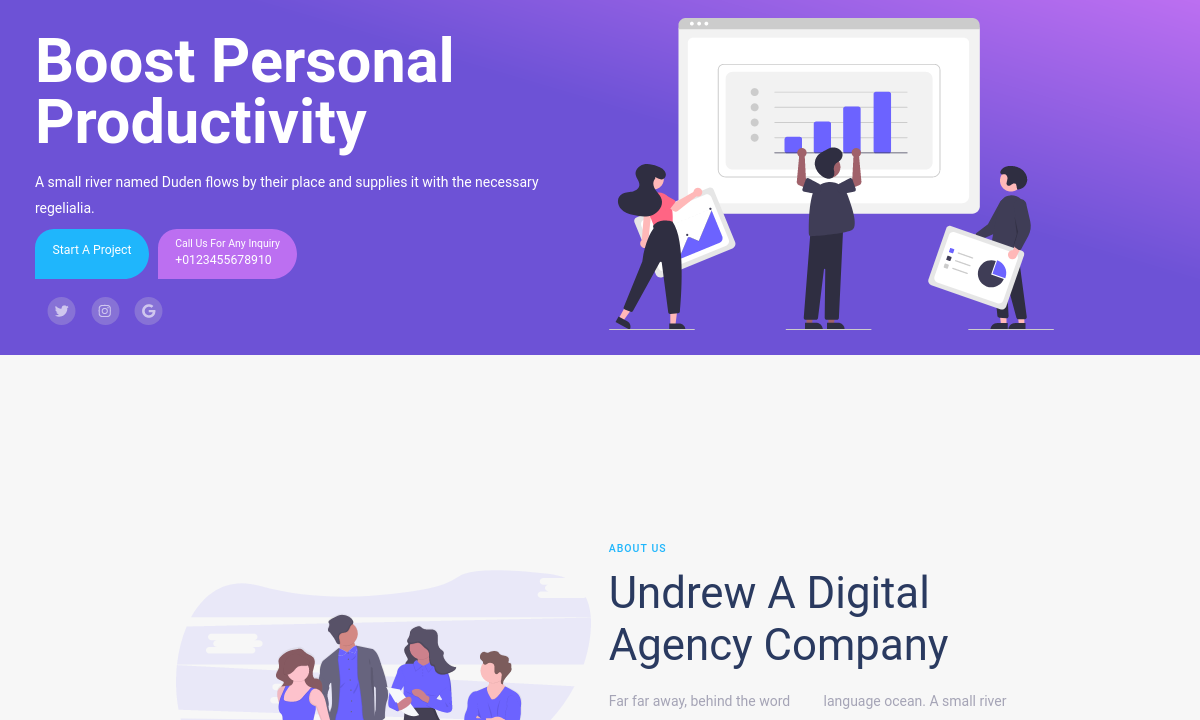 Boost Personal
Productivity
A small river named Duden flows by their place and supplies it with the necessary
regelialia.
Start A Project
Call Us For Any Inquiry
+0123455678910
ABOUT US
Undrew A Digital
Agency Company
Far far away, behind the word
language ocean. A small river